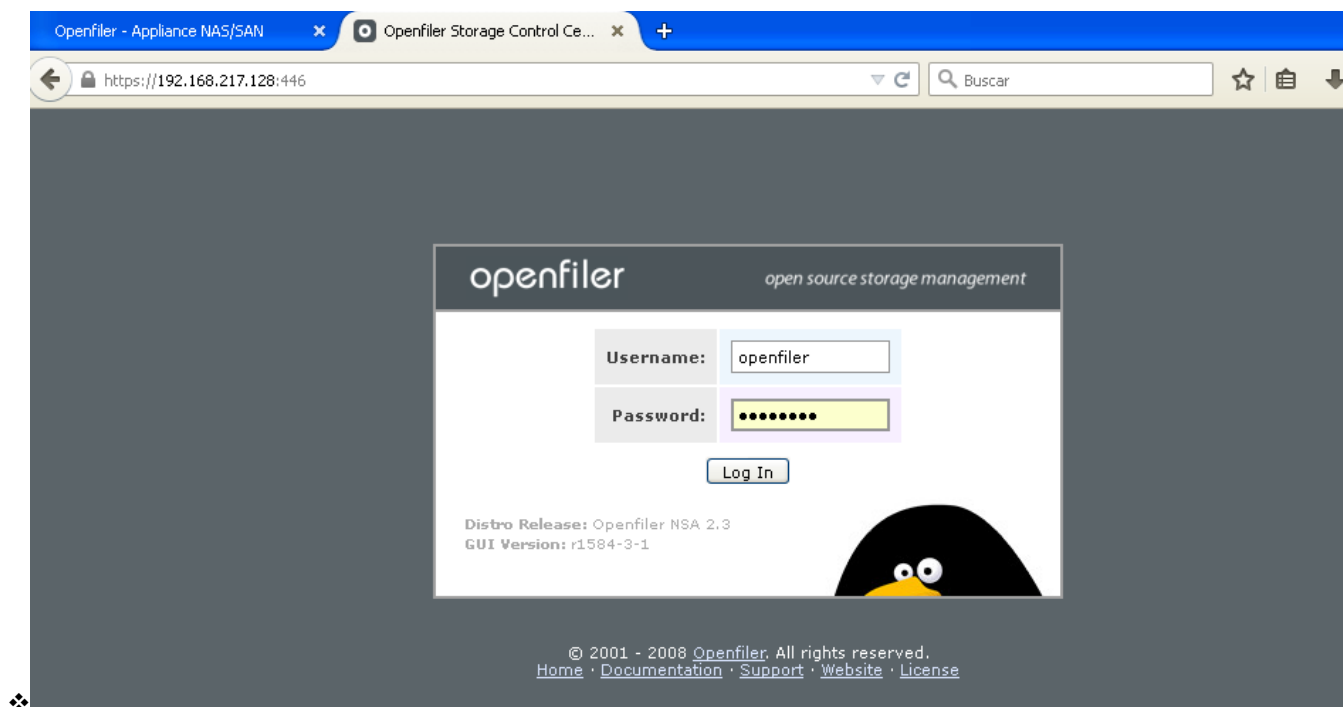 Openfiler - Appliance NAS/SAN
Openfiler Storage Control Ce...
https://192.168.217.128:446
Buscar
openfiler
open source storage management
Username: openfiler
Password: ••••••••
Log In
Distro Release: Openfiler NSA 2.3
GUI Version: r1584-3-1
© 2001 - 2008 Openfiler. All rights reserved.
Home · Documentation · Support · Website · License